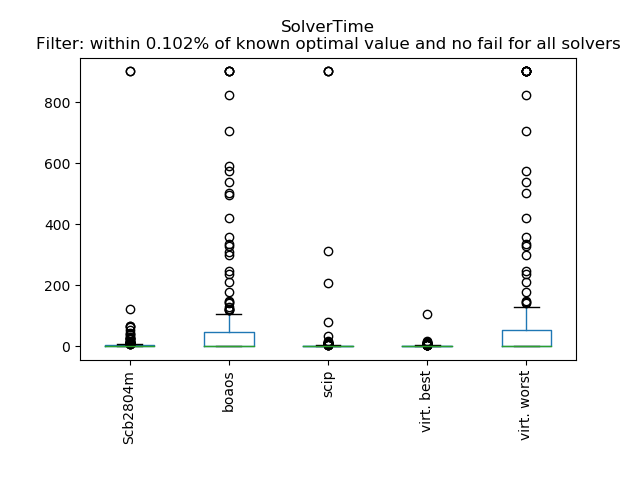 SolverTime
Filter: within 0.102% of known optimal value and no fail for all solvers
800
600
400
200
0
Scb2804m
boaos
scip
virt. best
virt. worst